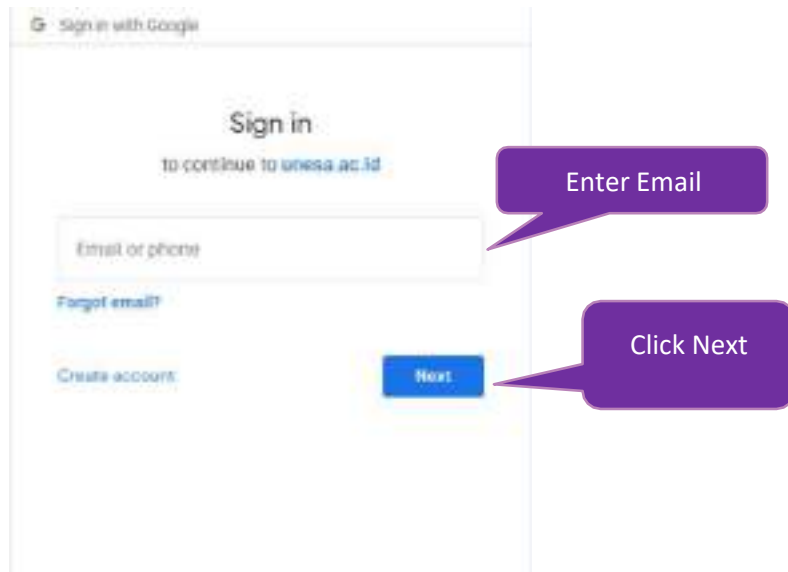 G Sign in with Google
Sign in
to continue to unesa.ac.id
Enter Email
Email or phone
Forgot email?
Click Next
Create account
Next